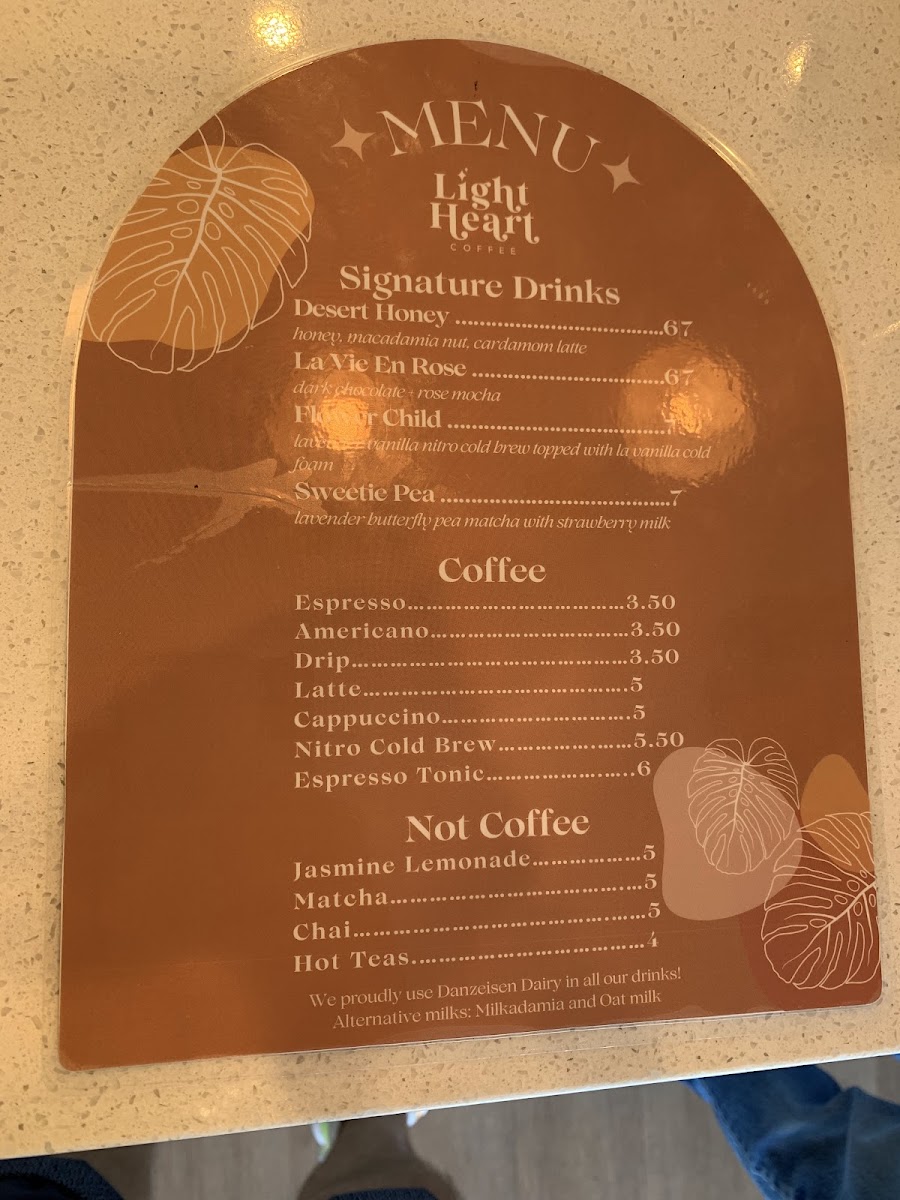 MENU
Light
Heart
COFFEE
Signature Drinks
Desert Honey ....................................67
honey, macadamia nut, cardamom latte
La Vie En Rose .................................67
dark chocolate + rose mocha
Flower Child .....................................
lavender vanilla nitro cold brew topped with la vanilla cold
foam
Sweetie Pea .......................................7
lavender butterfly pea matcha with strawberry milk
Coffee
Espresso................................3.50
Americano.............................3.50
Drip........................................3.50
Latte.......................................5
Cappuccino............................5
Nitro Cold Brew....................5.50
Espresso Tonic......................6
Not Coffee
Jasmine Lemonade................5
Matcha...................................5
Chai.........................................5
Hot Teas.................................4
We proudly use Danzeisen Dairy in all our drinks!
Alternative milks: Milkadamia and Oat milk